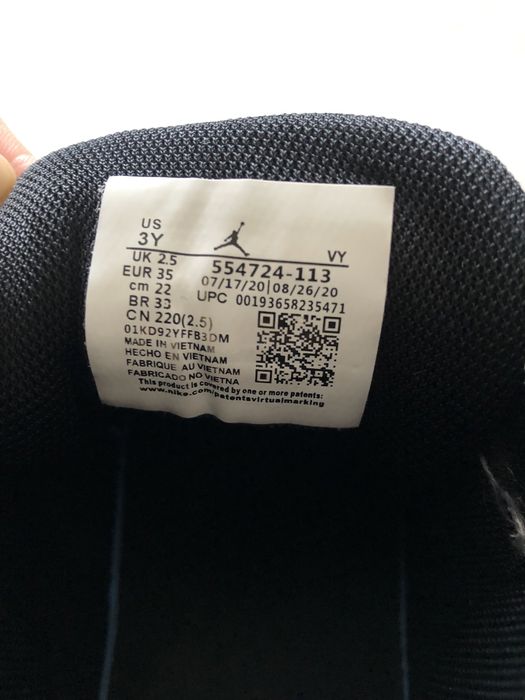 US
3Y
VY
UK 2.5
554724-113
EUR 35
07/17/20 | 08/26/20
cm 22
UPC 00193658235471
BR 33
CN 220(2.5)
01KD92YFFB3DM
MADE IN VIETNAM
HECHO EN VIETNAM
FABRIQUE AU VIETNAM
FABRICADO NO VIETNA
This product is covered by one or more patents:
www.nike.com/patentsvirtualmarking